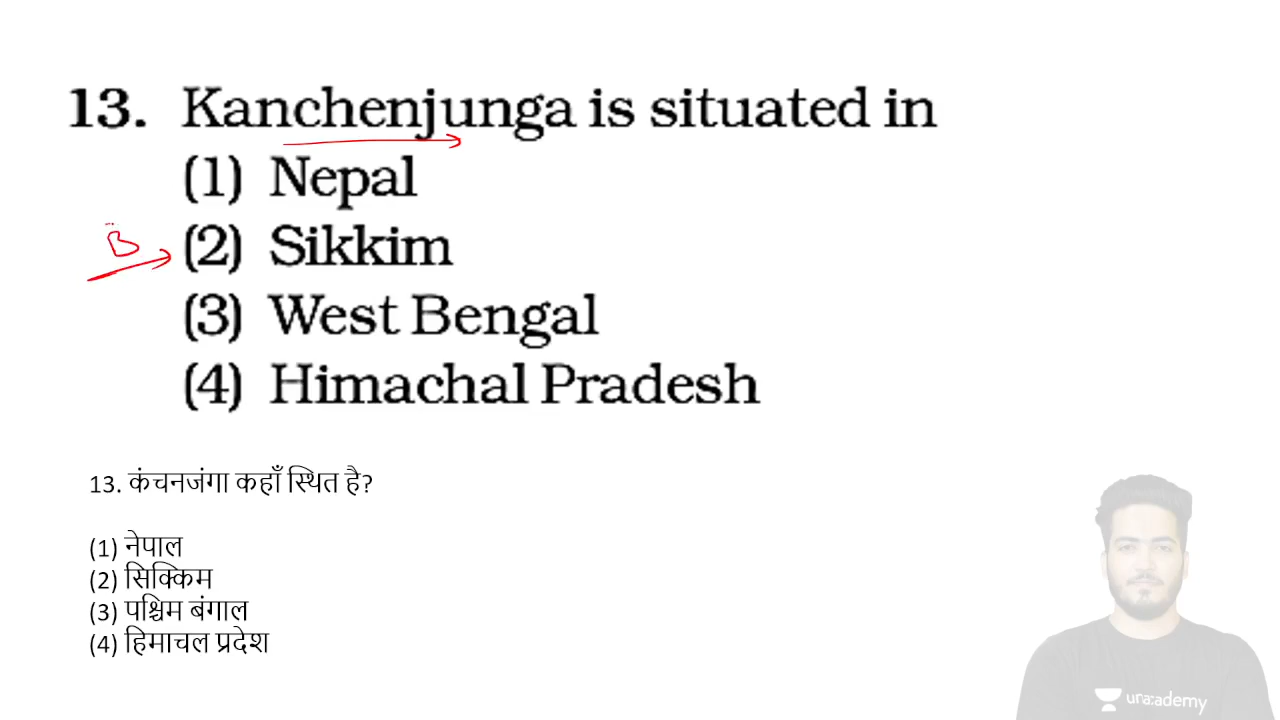 13. Kanchenjunga is situated in
(1) Nepal
B
(2) Sikkim
(3) West Bengal
(4) Himachal Pradesh
13. कंचनजंगा कहाँ स्थित है?
(1) नेपाल
(2) सिक्किम
(3) पश्चिम बंगाल
(4) हिमाचल प्रदेश
unacademy